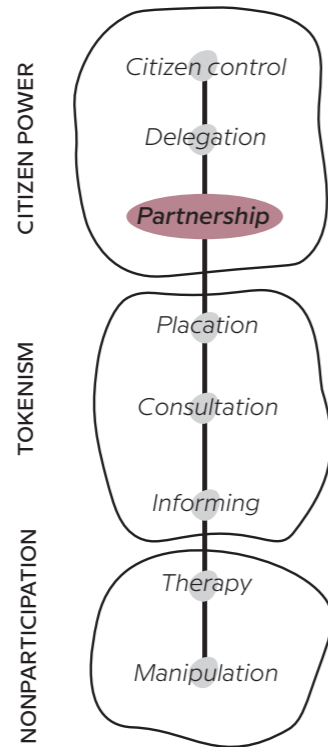 CITIZEN POWER
Citizen control
Delegation
Partnership
TOKENISM
Placation
Consultation
Informing
NONPARTICIPATION
Therapy
Manipulation